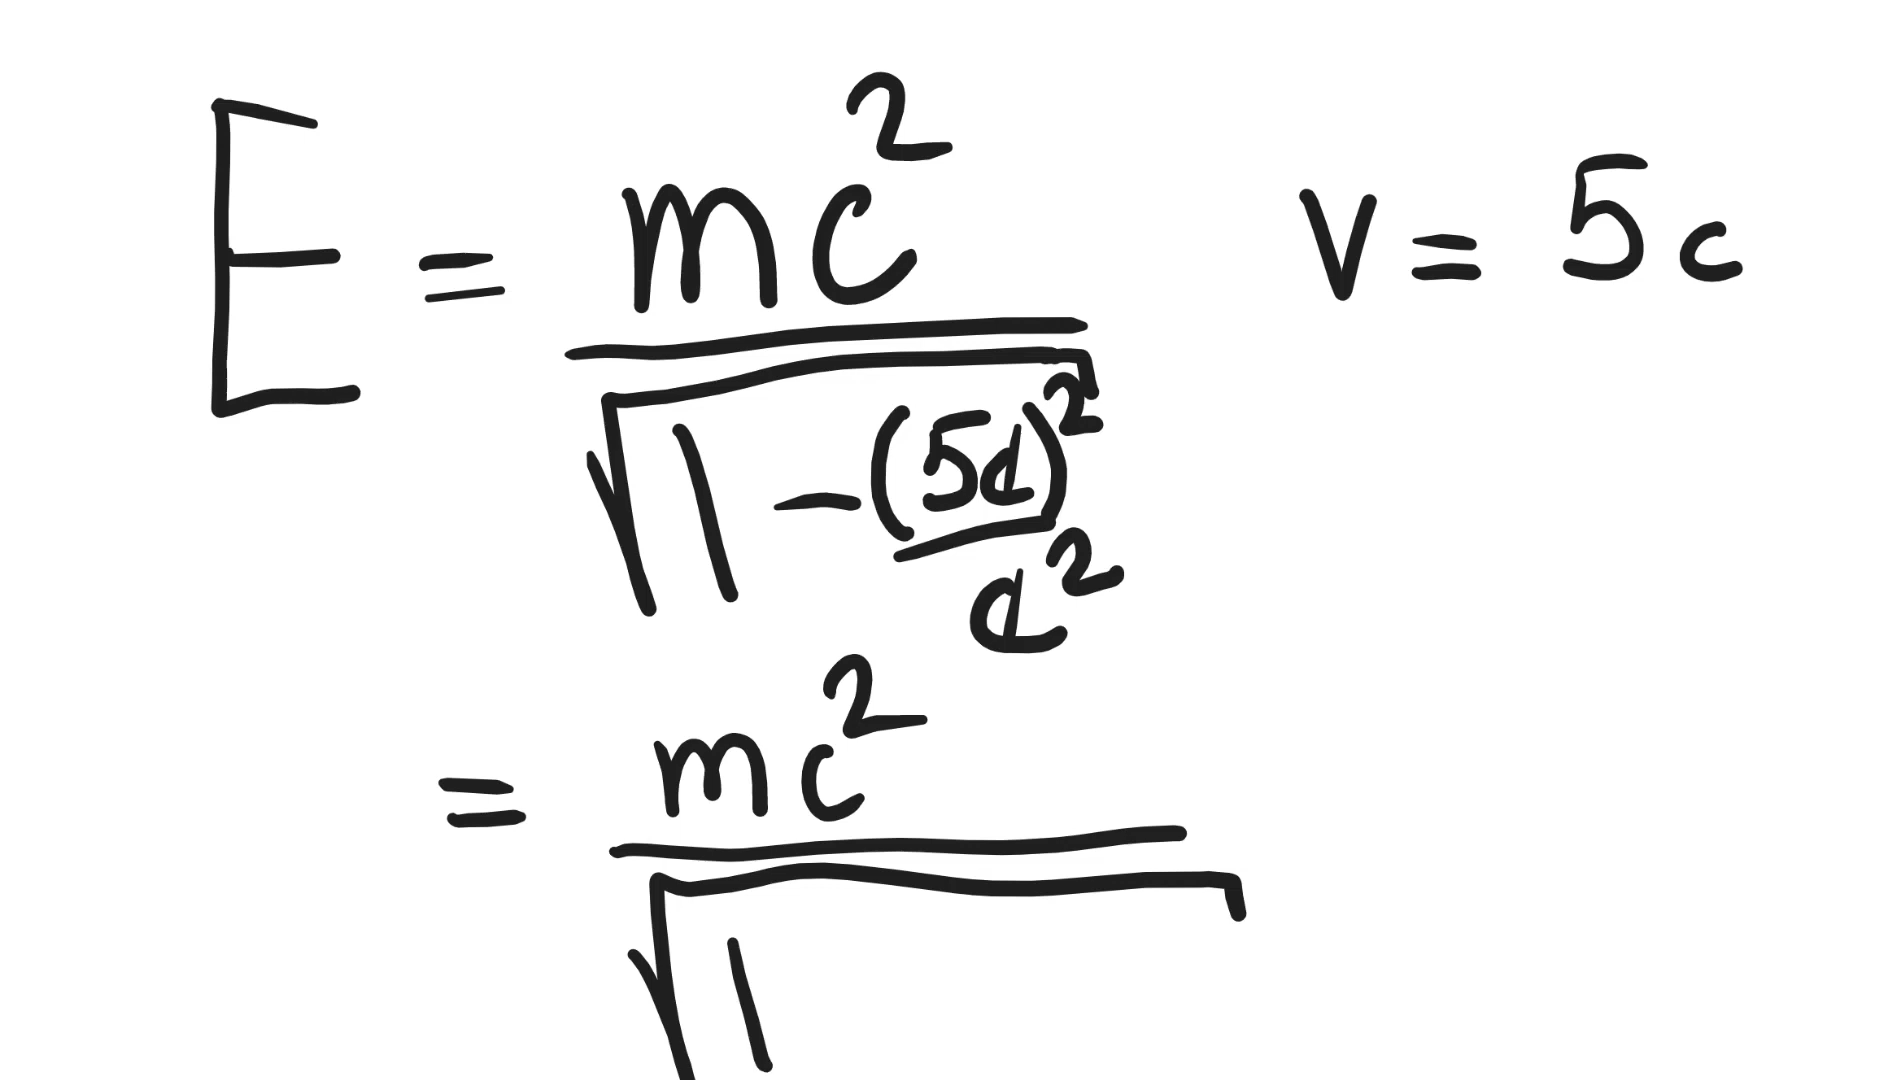 E = mc² / √(1 - (5c)² / c²)   v = 5c
= mc² / √(1